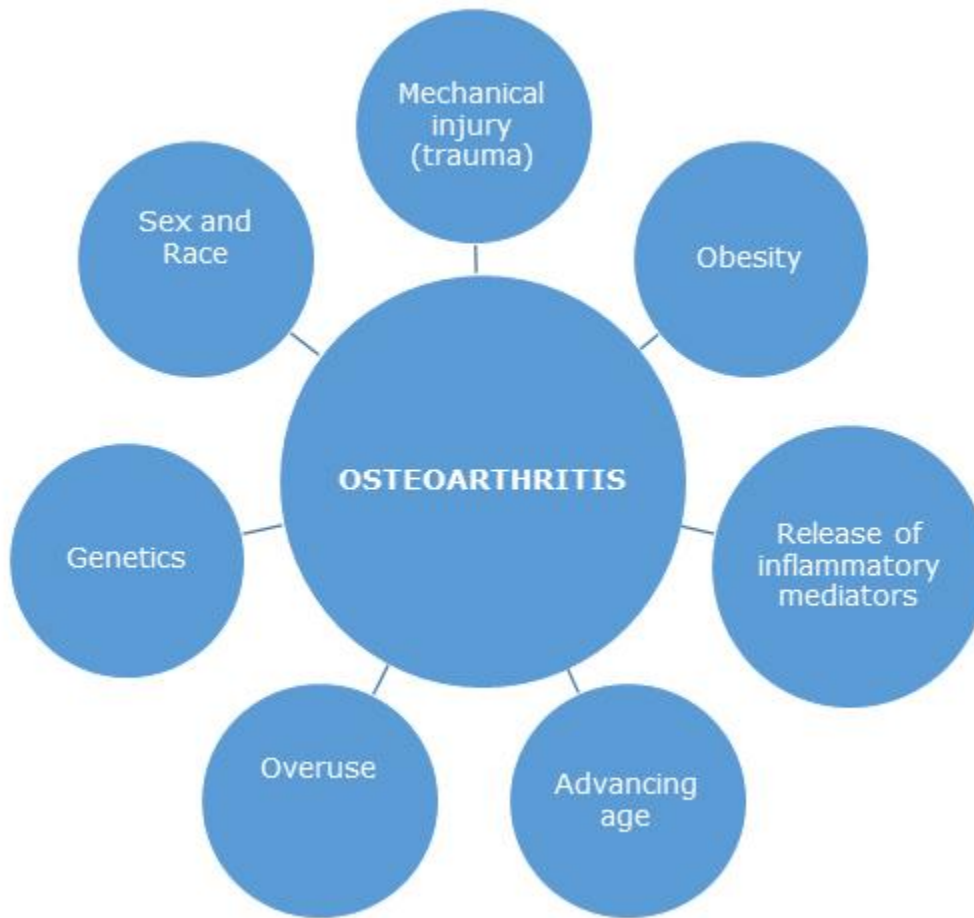 Mechanical
injury
(trauma)
Obesity
Release of
inflammatory
mediators
Advancing
age
Overuse
Genetics
Sex and
Race
OSTEOARTHRITIS